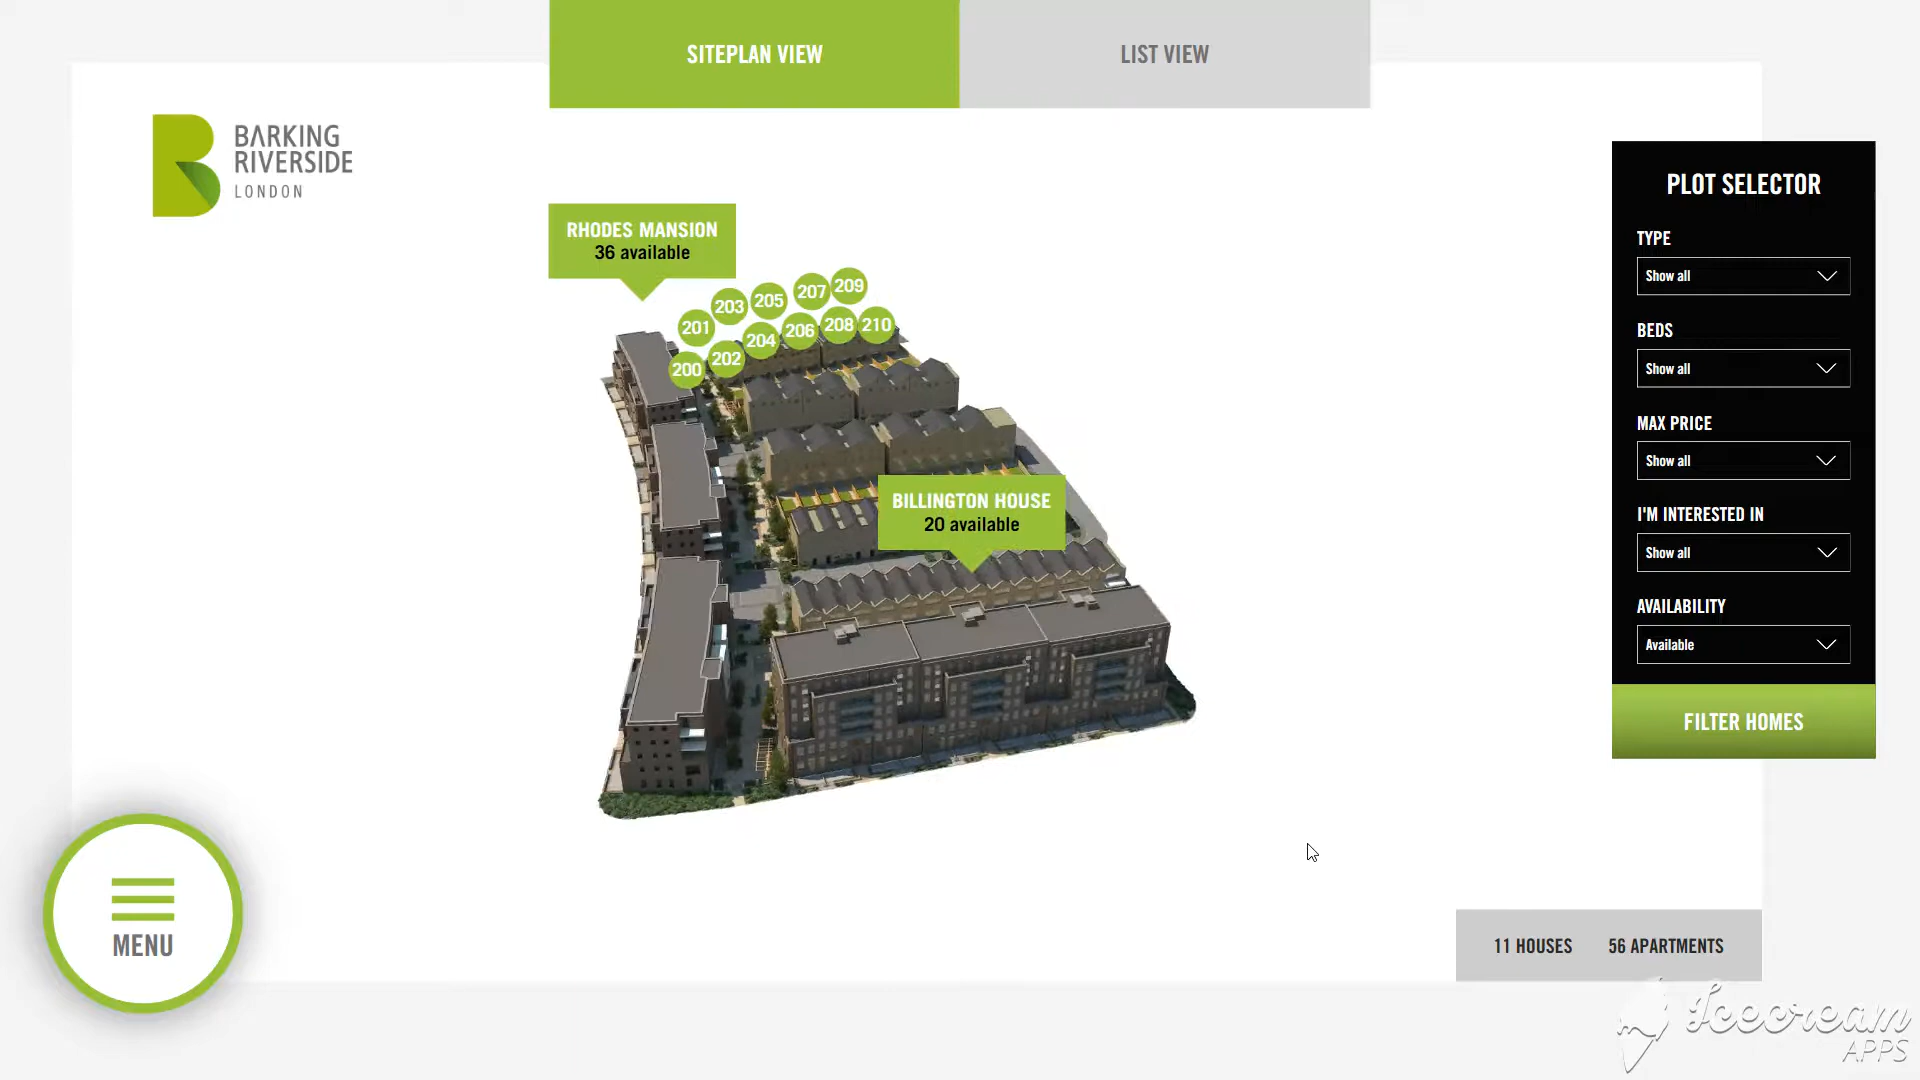 SITEPLAN VIEW
LIST VIEW
BARKING
RIVERSIDE
LONDON
RHODES MANSION
36 available
207
209
203
205
201
206
208
210
204
202
200
BILLINGTON HOUSE
20 available
PLOT SELECTOR
TYPE
Show all
BEDS
Show all
MAX PRICE
Show all
I'M INTERESTED IN
Show all
AVAILABILITY
Available
FILTER HOMES
MENU
11 HOUSES
56 APARTMENTS
Icecream
APPS